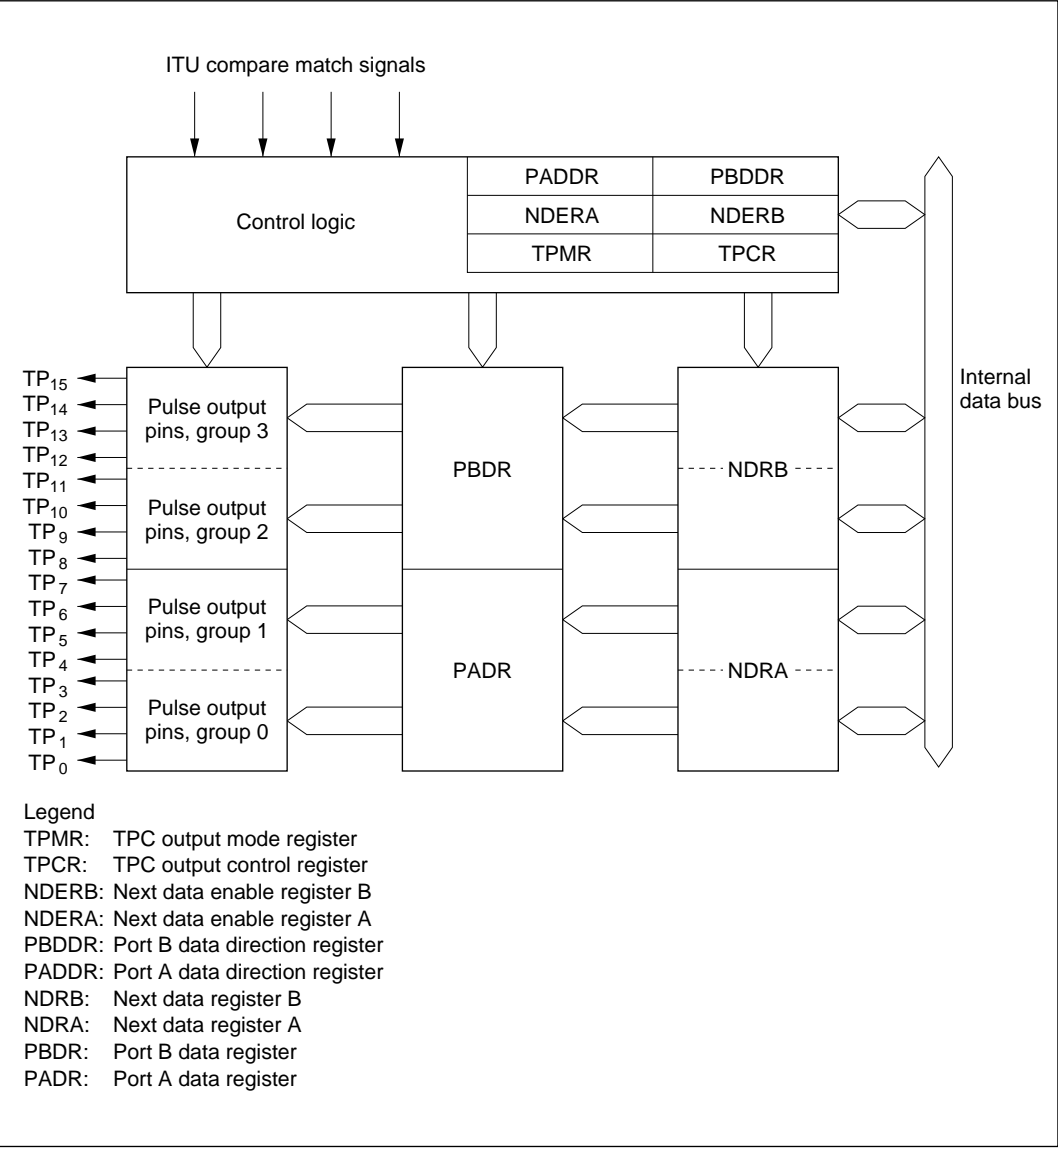 ITU compare match signals
Control logic
PADDR PBDDR
NDERA NDERB
TPMR TPCR
Internal
data bus
TP15
TP14
TP13
TP12
TP11
TP10
TP9
TP8
TP7
TP6
TP5
TP4
TP3
TP2
TP1
TP0
Pulse output
pins, group 3
Pulse output
pins, group 2
Pulse output
pins, group 1
Pulse output
pins, group 0
PBDR
PADR
NDRB
NDRA
Legend
TPMR: TPC output mode register
TPCR: TPC output control register
NDERB: Next data enable register B
NDERA: Next data enable register A
PBDDR: Port B data direction register
PADDR: Port A data direction register
NDRB: Next data register B
NDRA: Next data register A
PBDR: Port B data register
PADR: Port A data register